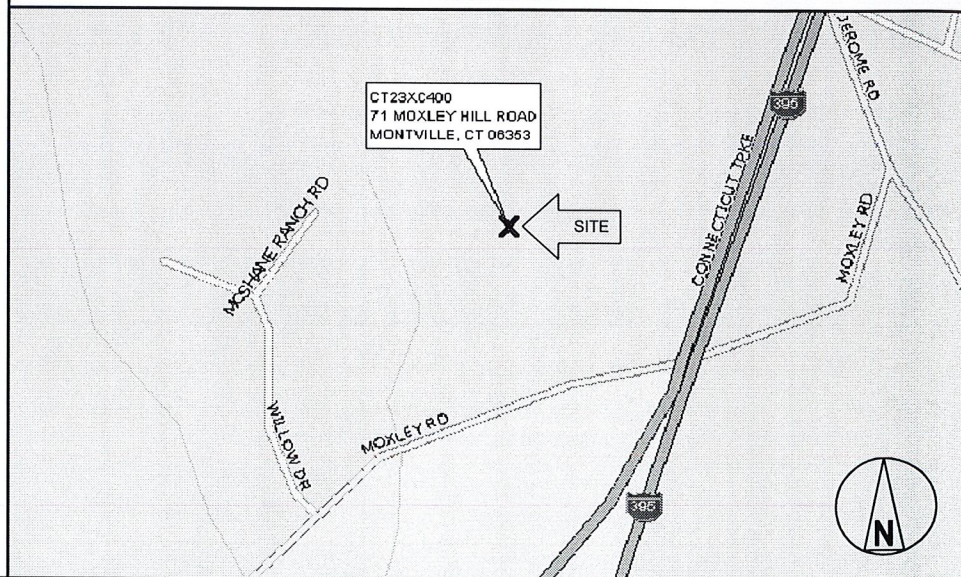 CT23XC400
71 MOXLEY HILL ROAD
MONTVILLE, CT 06353
SITE
MCSHANE RANCH RD
WILLOW DR
MOXLEY RD
CONNECTICUT TPKE
395
JEROME RD
MOXLEY RD
395
N